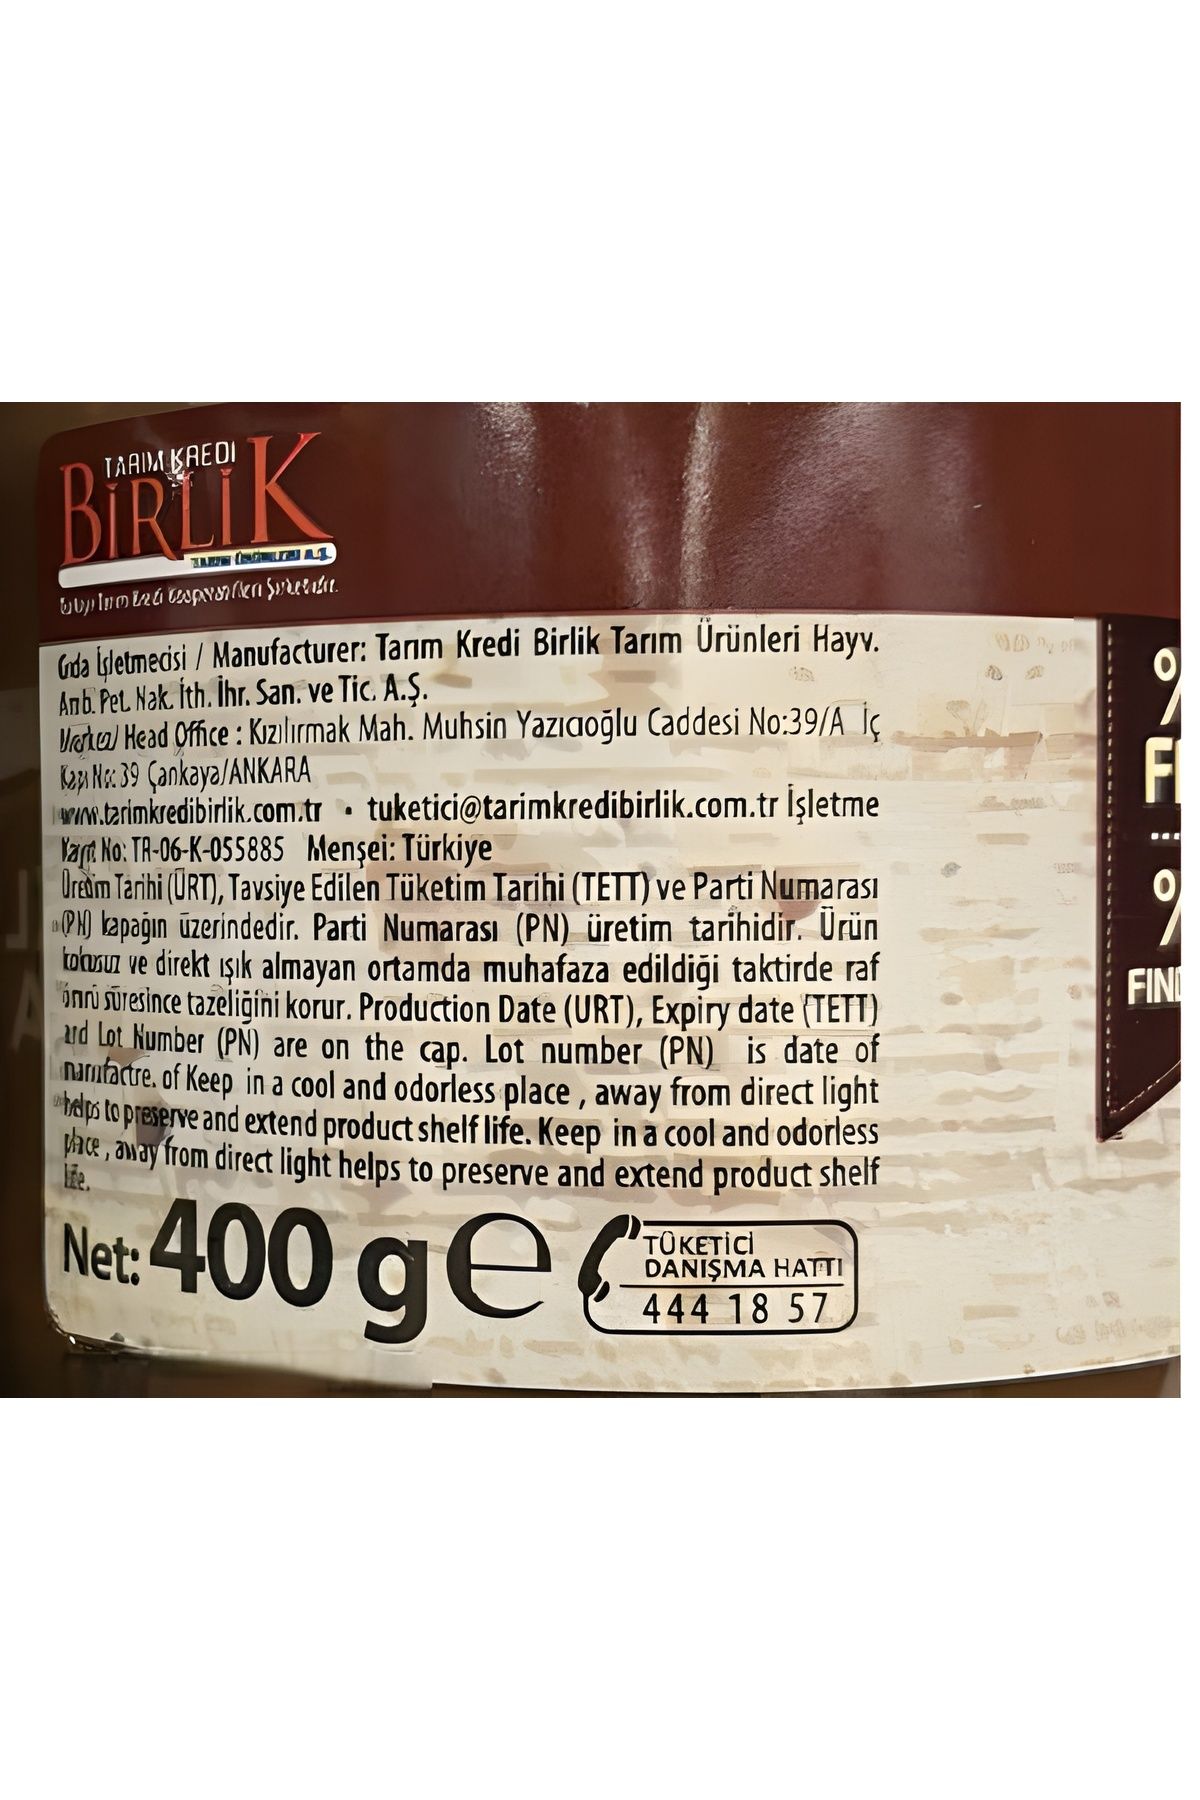 TARIM KREDİ
BİRLİK
Gıda İşletmecisi / Manufacturer: Tarım Kredi Birlik Tarım Ürünleri Hayv.
Amb. Pet. Nak. İth. İhr. San. ve Tic. A.Ş.
Merkez/ Head Office : Kızılırmak Mah. Muhsin Yazıcıoğlu Caddesi No:39/A İç
Kapı No: 39 Çankaya/ANKARA
www.tarimkredibirlik.com.tr • tuketici@tarimkredibirlik.com.tr İşletme
Kayıt No: TR-06-K-055885 Menşei: Türkiye
Üretim Tarihi (ÜRT), Tavsiye Edilen Tüketim Tarihi (TETT) ve Parti Numarası
(PN) kapağın üzerindedir. Parti Numarası (PN) üretim tarihidir. Ürün
kokusuz ve direkt ışık almayan ortamda muhafaza edildiği taktirde raf
ömrü süresince tazeliğini korur. Production Date (URT), Expiry date (TETT)
and Lot Number (PN) are on the cap. Lot number (PN) is date of
manufactre. of Keep in a cool and odorless place , away from direct light
helps to preserve and extend product shelf life. Keep in a cool and odorless
place , away from direct light helps to preserve and extend product shelf
life.
Net: 400 g e
TÜKETİCİ
DANIŞMA HATTI
444 18 57
%
%